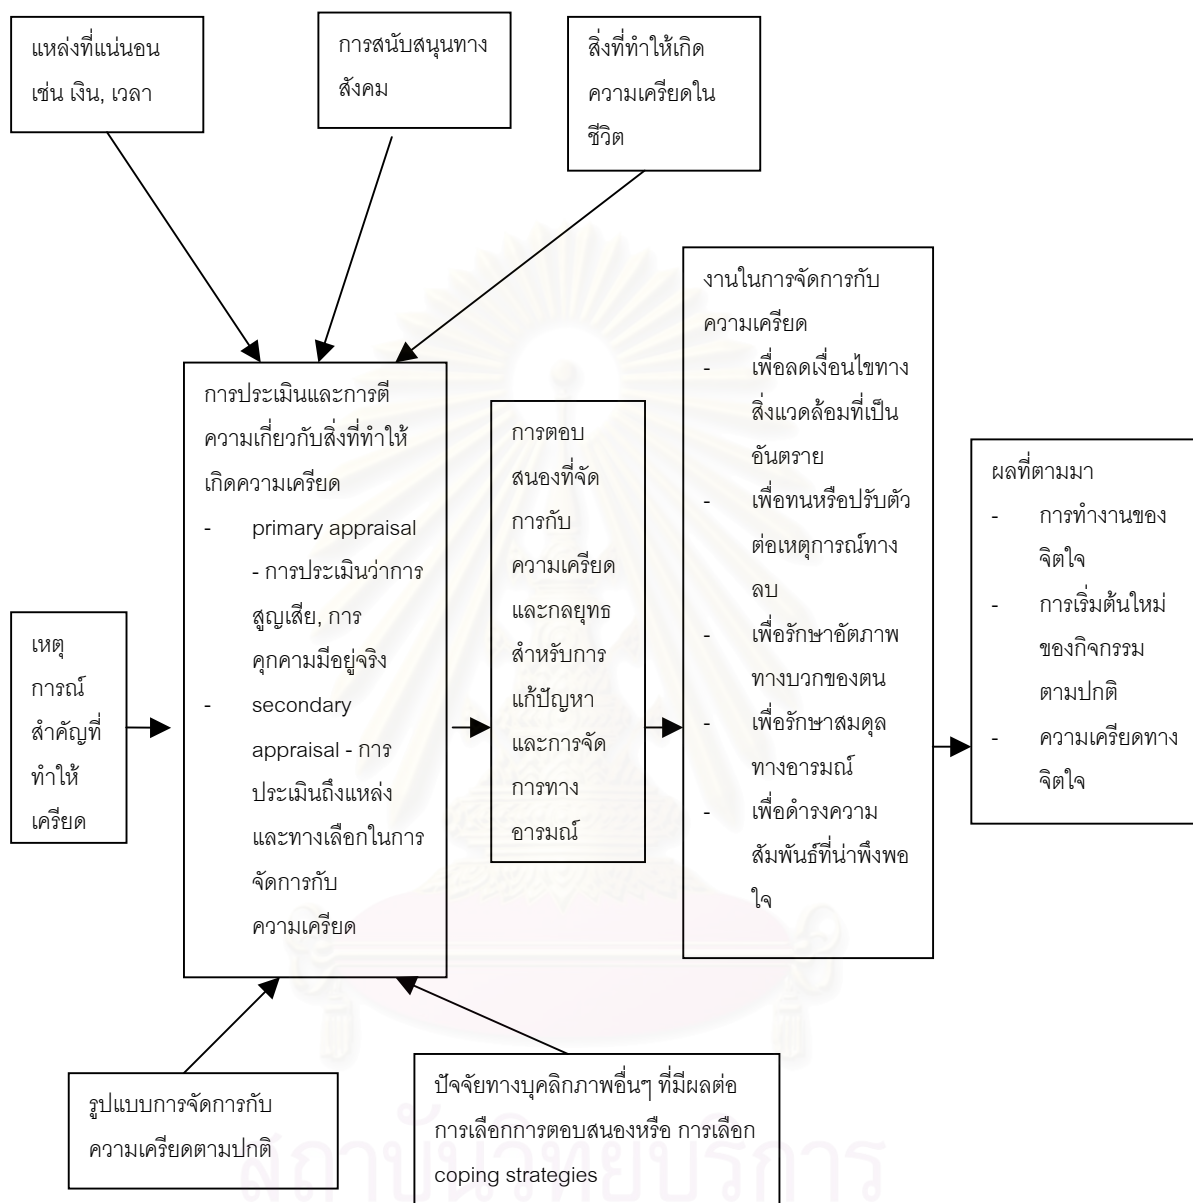 แหล่งที่แน่นอน
เช่น เงิน, เวลา
การสนับสนุนทาง
สังคม
สิ่งที่ทำให้เกิด
ความเครียดใน
ชีวิต
เหตุ
การณ์
สำคัญที่
ทำให้
เครียด
การประเมินและการตี
ความเกี่ยวกับสิ่งที่ทำให้
เกิดความเครียด
- primary appraisal
- การประเมินว่าการ
สูญเสีย, การ
คุกคามมีอยู่จริง
- secondary
appraisal - การ
ประเมินถึงแหล่ง
และทางเลือกในการ
จัดการกับ
ความเครียด
การตอบ
สนองที่จัด
การกับ
ความเครียด
และกลยุทธ
สำหรับการ
แก้ปัญหา
และการจัด
การทาง
อารมณ์
งานในการจัดการกับ
ความเครียด
- เพื่อลดเงื่อนไขทาง
สิ่งแวดล้อมที่เป็น
อันตราย
- เพื่อทนหรือปรับตัว
ต่อเหตุการณ์ทาง
ลบ
- เพื่อรักษาอัตภาพ
ทางบวกของตน
- เพื่อรักษาสมดุล
ทางอารมณ์
- เพื่อดำรงความ
สัมพันธ์ที่น่าพึงพอ
ใจ
ผลที่ตามมา
- การทำงานของ
จิตใจ
- การเริ่มต้นใหม่
ของกิจกรรม
ตามปกติ
- ความเครียดทาง
จิตใจ
รูปแบบการจัดการกับ
ความเครียดตามปกติ
ปัจจัยทางบุคลิกภาพอื่นๆ ที่มีผลต่อ
การเลือกการตอบสนองหรือ การเลือก
coping strategies
สถาบันวิทยบริการ